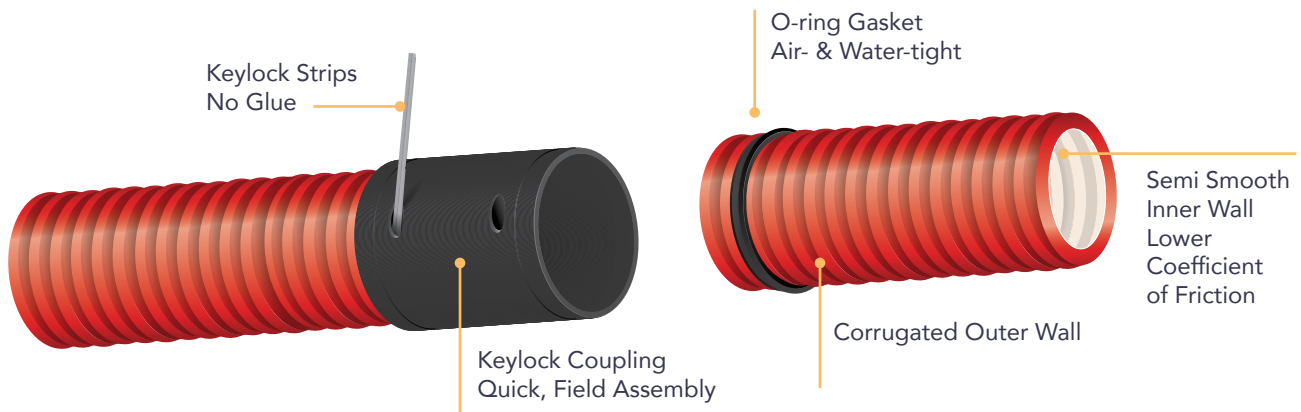 Keylock Strips
No Glue
Keylock Coupling
Quick, Field Assembly
O-ring Gasket
Air- & Water-tight
Corrugated Outer Wall
Semi Smooth
Inner Wall
Lower
Coefficient
of Friction